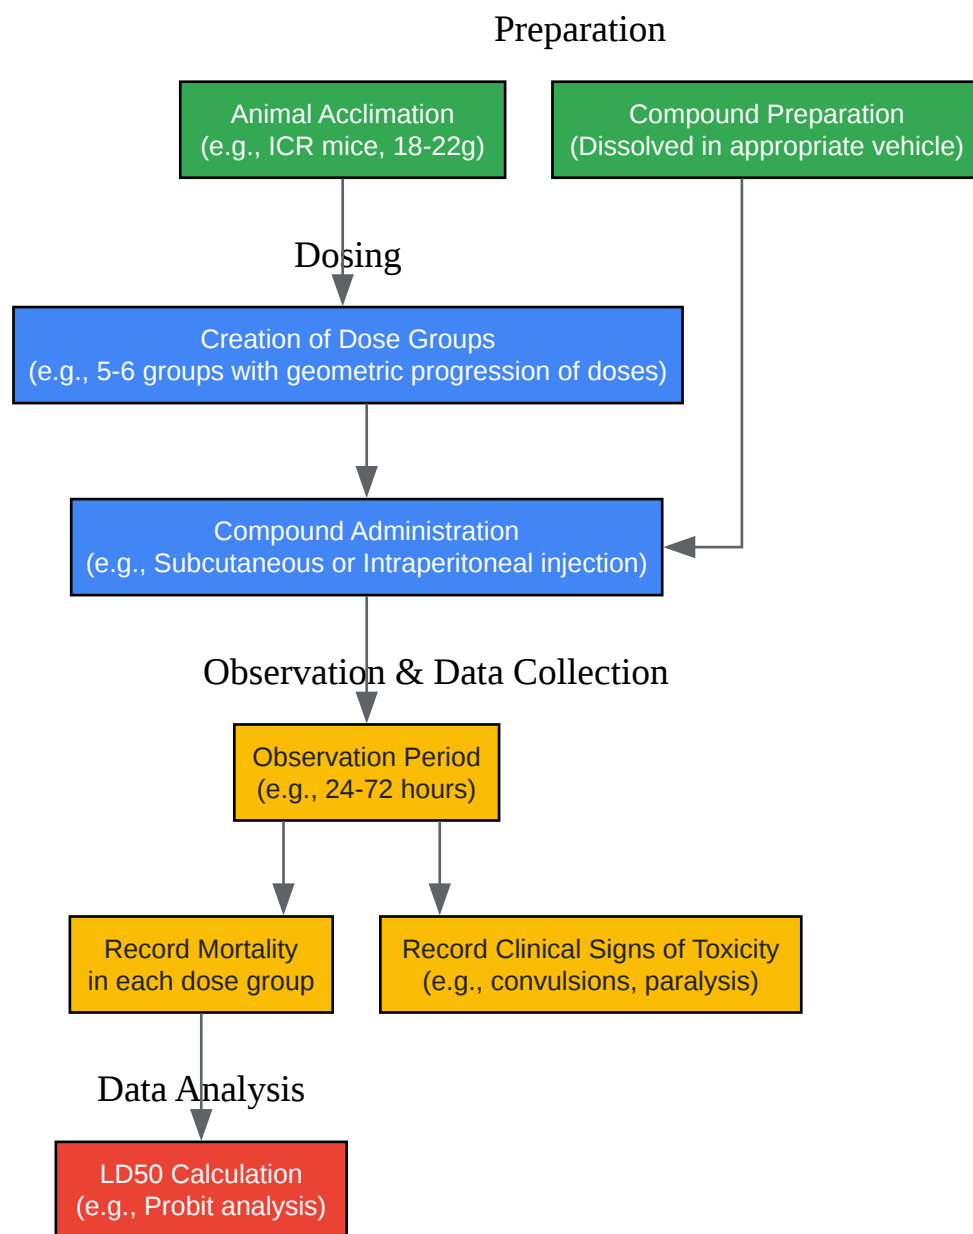 Preparation
Animal Acclimation
(e.g., ICR mice, 18-22g)
Compound Preparation
(Dissolved in appropriate vehicle)
Dosing
Creation of Dose Groups
(e.g., 5-6 groups with geometric progression of doses)
Compound Administration
(e.g., Subcutaneous or Intraperitoneal injection)
Observation & Data Collection
Observation Period
(e.g., 24-72 hours)
Record Mortality
in each dose group
Record Clinical Signs of Toxicity
(e.g., convulsions, paralysis)
Data Analysis
LD50 Calculation
(e.g., Probit analysis)